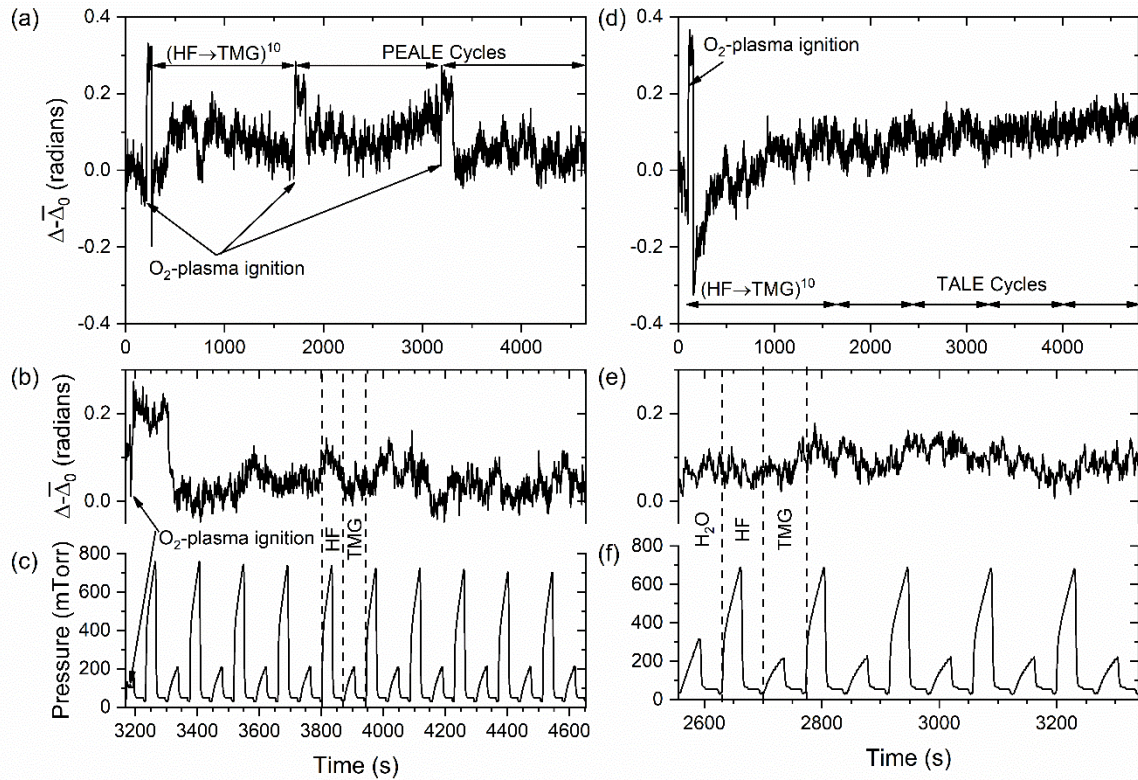 (a)
0.4
(HF→TMG)¹⁰
PEALE Cycles
0.2
0.0
-0.2
O₂-plasma ignition
-0.4
0 1000 2000 3000 4000
Δ-Δ̅₀ (radians)
(d)
0.4
O₂-plasma ignition
0.2
0.0
-0.2
(HF→TMG)¹⁰
TALE Cycles
-0.4
0 1000 2000 3000 4000
(b)
0.2
0.0
Δ-Δ̅₀ (radians)
O₂-plasma ignition
HF
TMG
(c)
800
600
400
200
0
Pressure (mTorr)
3200 3400 3600 3800 4000 4200 4400 4600
Time (s)
(e)
0.2
0.0
H₂O
HF
TMG
(f)
800
600
400
200
0
2600 2800 3000 3200
Time (s)